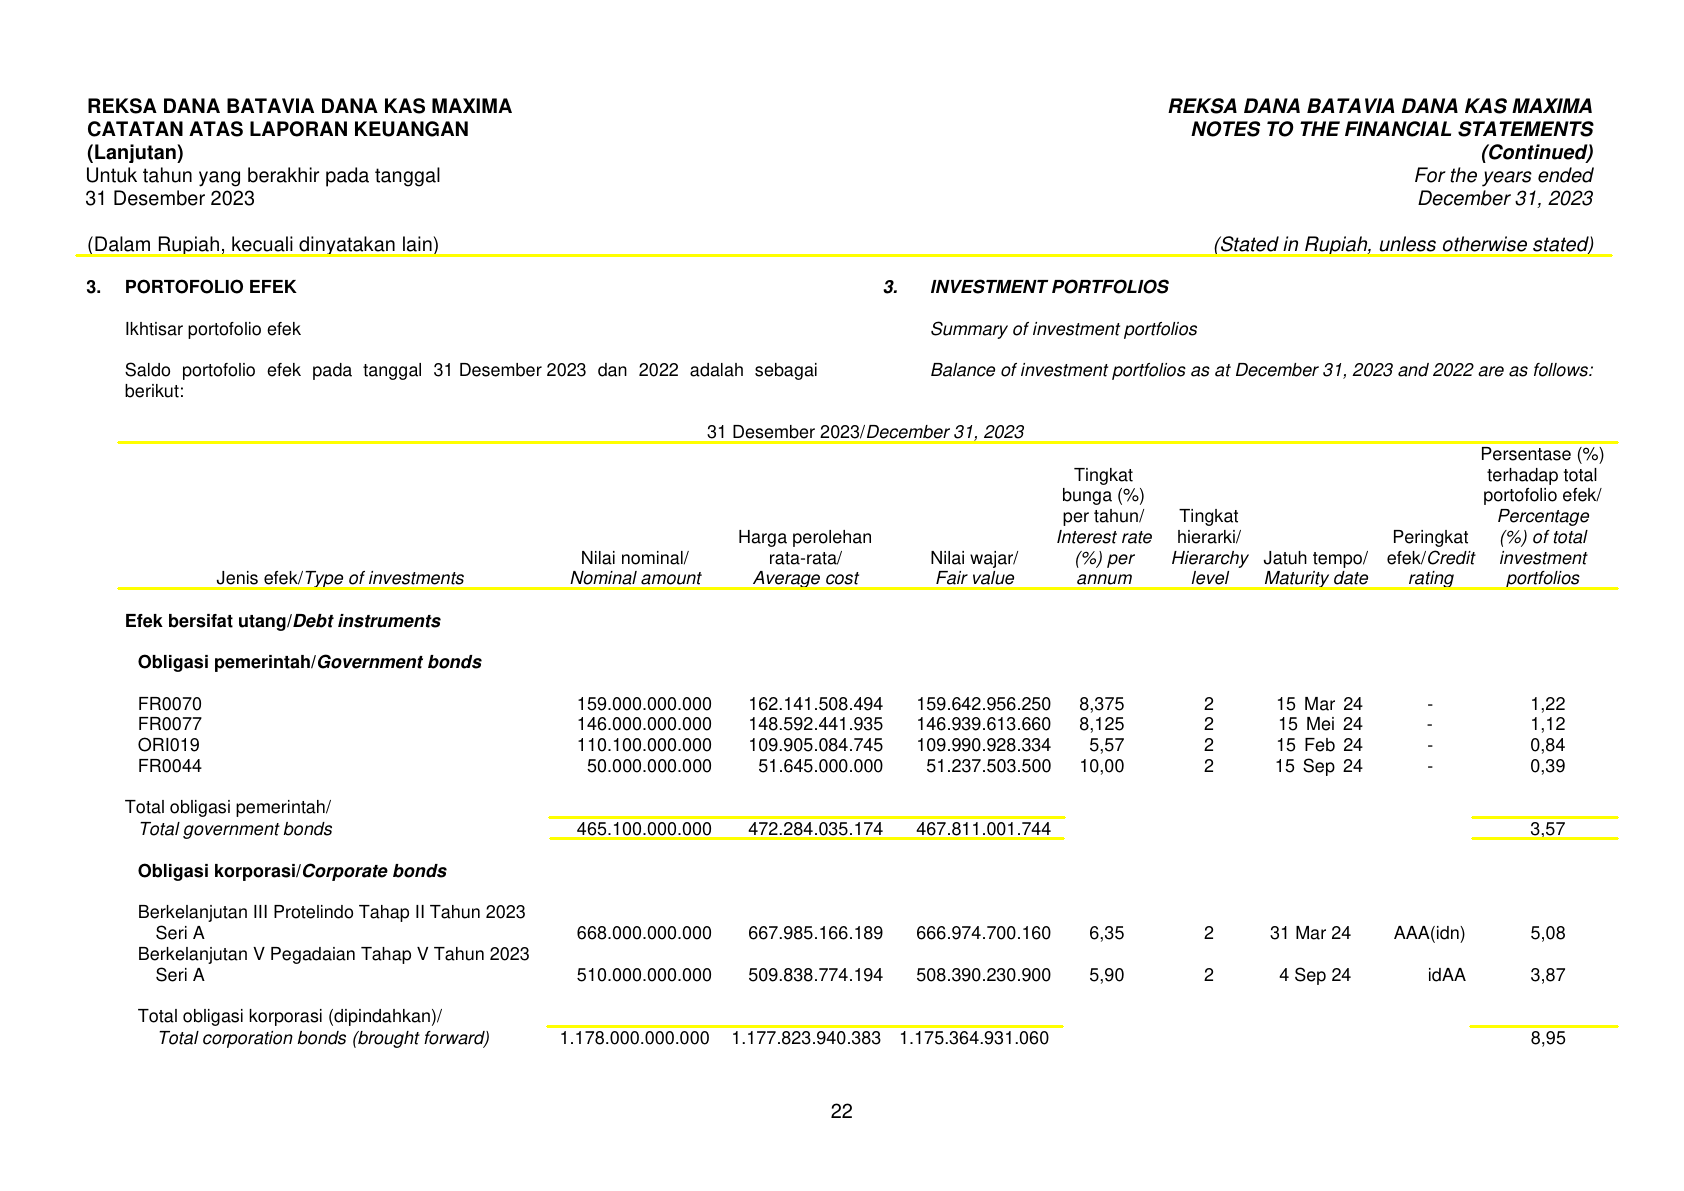 REKSA DANA BATAVIA DANA KAS MAXIMA
CATATAN ATAS LAPORAN KEUANGAN
(Lanjutan)
Untuk tahun yang berakhir pada tanggal
31 Desember 2023
(Dalam Rupiah, kecuali dinyatakan lain)
REKSA DANA BATAVIA DANA KAS MAXIMA
NOTES TO THE FINANCIAL STATEMENTS
(Continued)
For the years ended
December 31, 2023
(Stated in Rupiah, unless otherwise stated)
3. PORTOFOLIO EFEK
Ikhtisar portofolio efek
Saldo portofolio efek pada tanggal 31 Desember 2023 dan 2022 adalah sebagai
berikut:
3. INVESTMENT PORTFOLIOS
Summary of investment portfolios
Balance of investment portfolios as at December 31, 2023 and 2022 are as follows:
31 Desember 2023/December 31, 2023
Jenis efek/Type of investments
Nilai nominal/
Nominal amount
Harga perolehan
rata-rata/
Average cost
Nilai wajar/
Fair value
Tingkat
bunga (%)
per tahun/
Interest rate
(%) per
annum
Tingkat
hierarki/
Hierarchy
level
Jatuh tempo/
Maturity date
Peringkat
efek/Credit
rating
Persentase (%)
terhadap total
portofolio efek/
Percentage
(%) of total
investment
portfolios
Efek bersifat utang/Debt instruments
Obligasi pemerintah/Government bonds
FR0070 159.000.000.000 162.141.508.494 159.642.956.250 8,375 2 15 Mar 24 - 1,22
FR0077 146.000.000.000 148.592.441.935 146.939.613.660 8,125 2 15 Mei 24 - 1,12
ORI019 110.100.000.000 109.905.084.745 109.990.928.334 5,57 2 15 Feb 24 - 0,84
FR0044 50.000.000.000 51.645.000.000 51.237.503.500 10,00 2 15 Sep 24 - 0,39
Total obligasi pemerintah/
Total government bonds 465.100.000.000 472.284.035.174 467.811.001.744 3,57
Obligasi korporasi/Corporate bonds
Berkelanjutan III Protelindo Tahap II Tahun 2023
Seri A 668.000.000.000 667.985.166.189 666.974.700.160 6,35 2 31 Mar 24 AAA(idn) 5,08
Berkelanjutan V Pegadaian Tahap V Tahun 2023
Seri A 510.000.000.000 509.838.774.194 508.390.230.900 5,90 2 4 Sep 24 idAA 3,87
Total obligasi korporasi (dipindahkan)/
Total corporation bonds (brought forward) 1.178.000.000.000 1.177.823.940.383 1.175.364.931.060 8,95
22